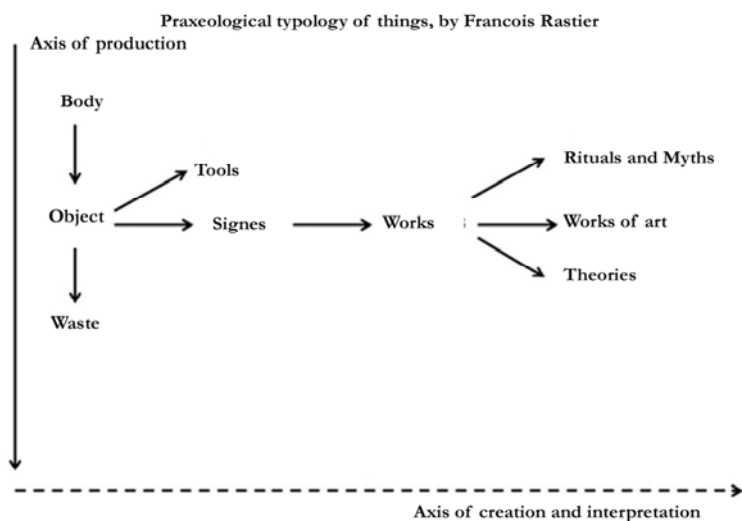 Praxeological typology of things, by Francois Rastier
Axis of production
Body
Rituals and Myths
Tools
Object
Signes
Works
;
Works of art
Theories
Waste
Axis of creation and interpretation